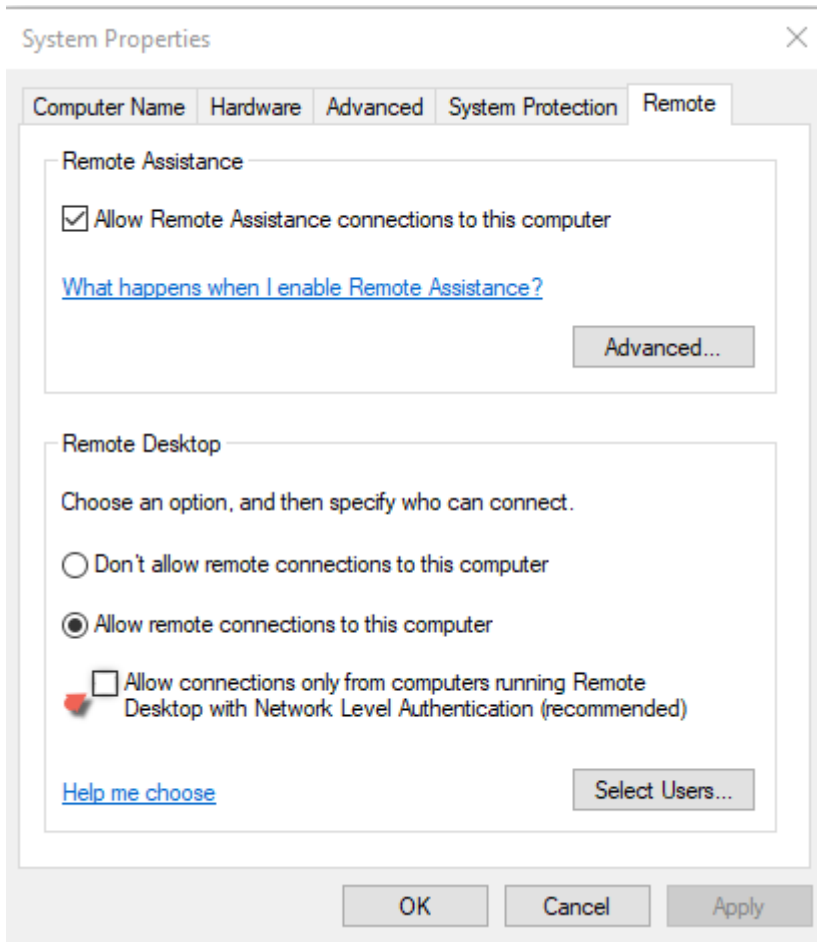 System Properties
Computer Name Hardware Advanced System Protection Remote
Remote Assistance
Allow Remote Assistance connections to this computer
What happens when I enable Remote Assistance?
Advanced...
Remote Desktop
Choose an option, and then specify who can connect.
Don't allow remote connections to this computer
Allow remote connections to this computer
Allow connections only from computers running Remote
Desktop with Network Level Authentication (recommended)
Help me choose
Select Users...
OK Cancel Apply